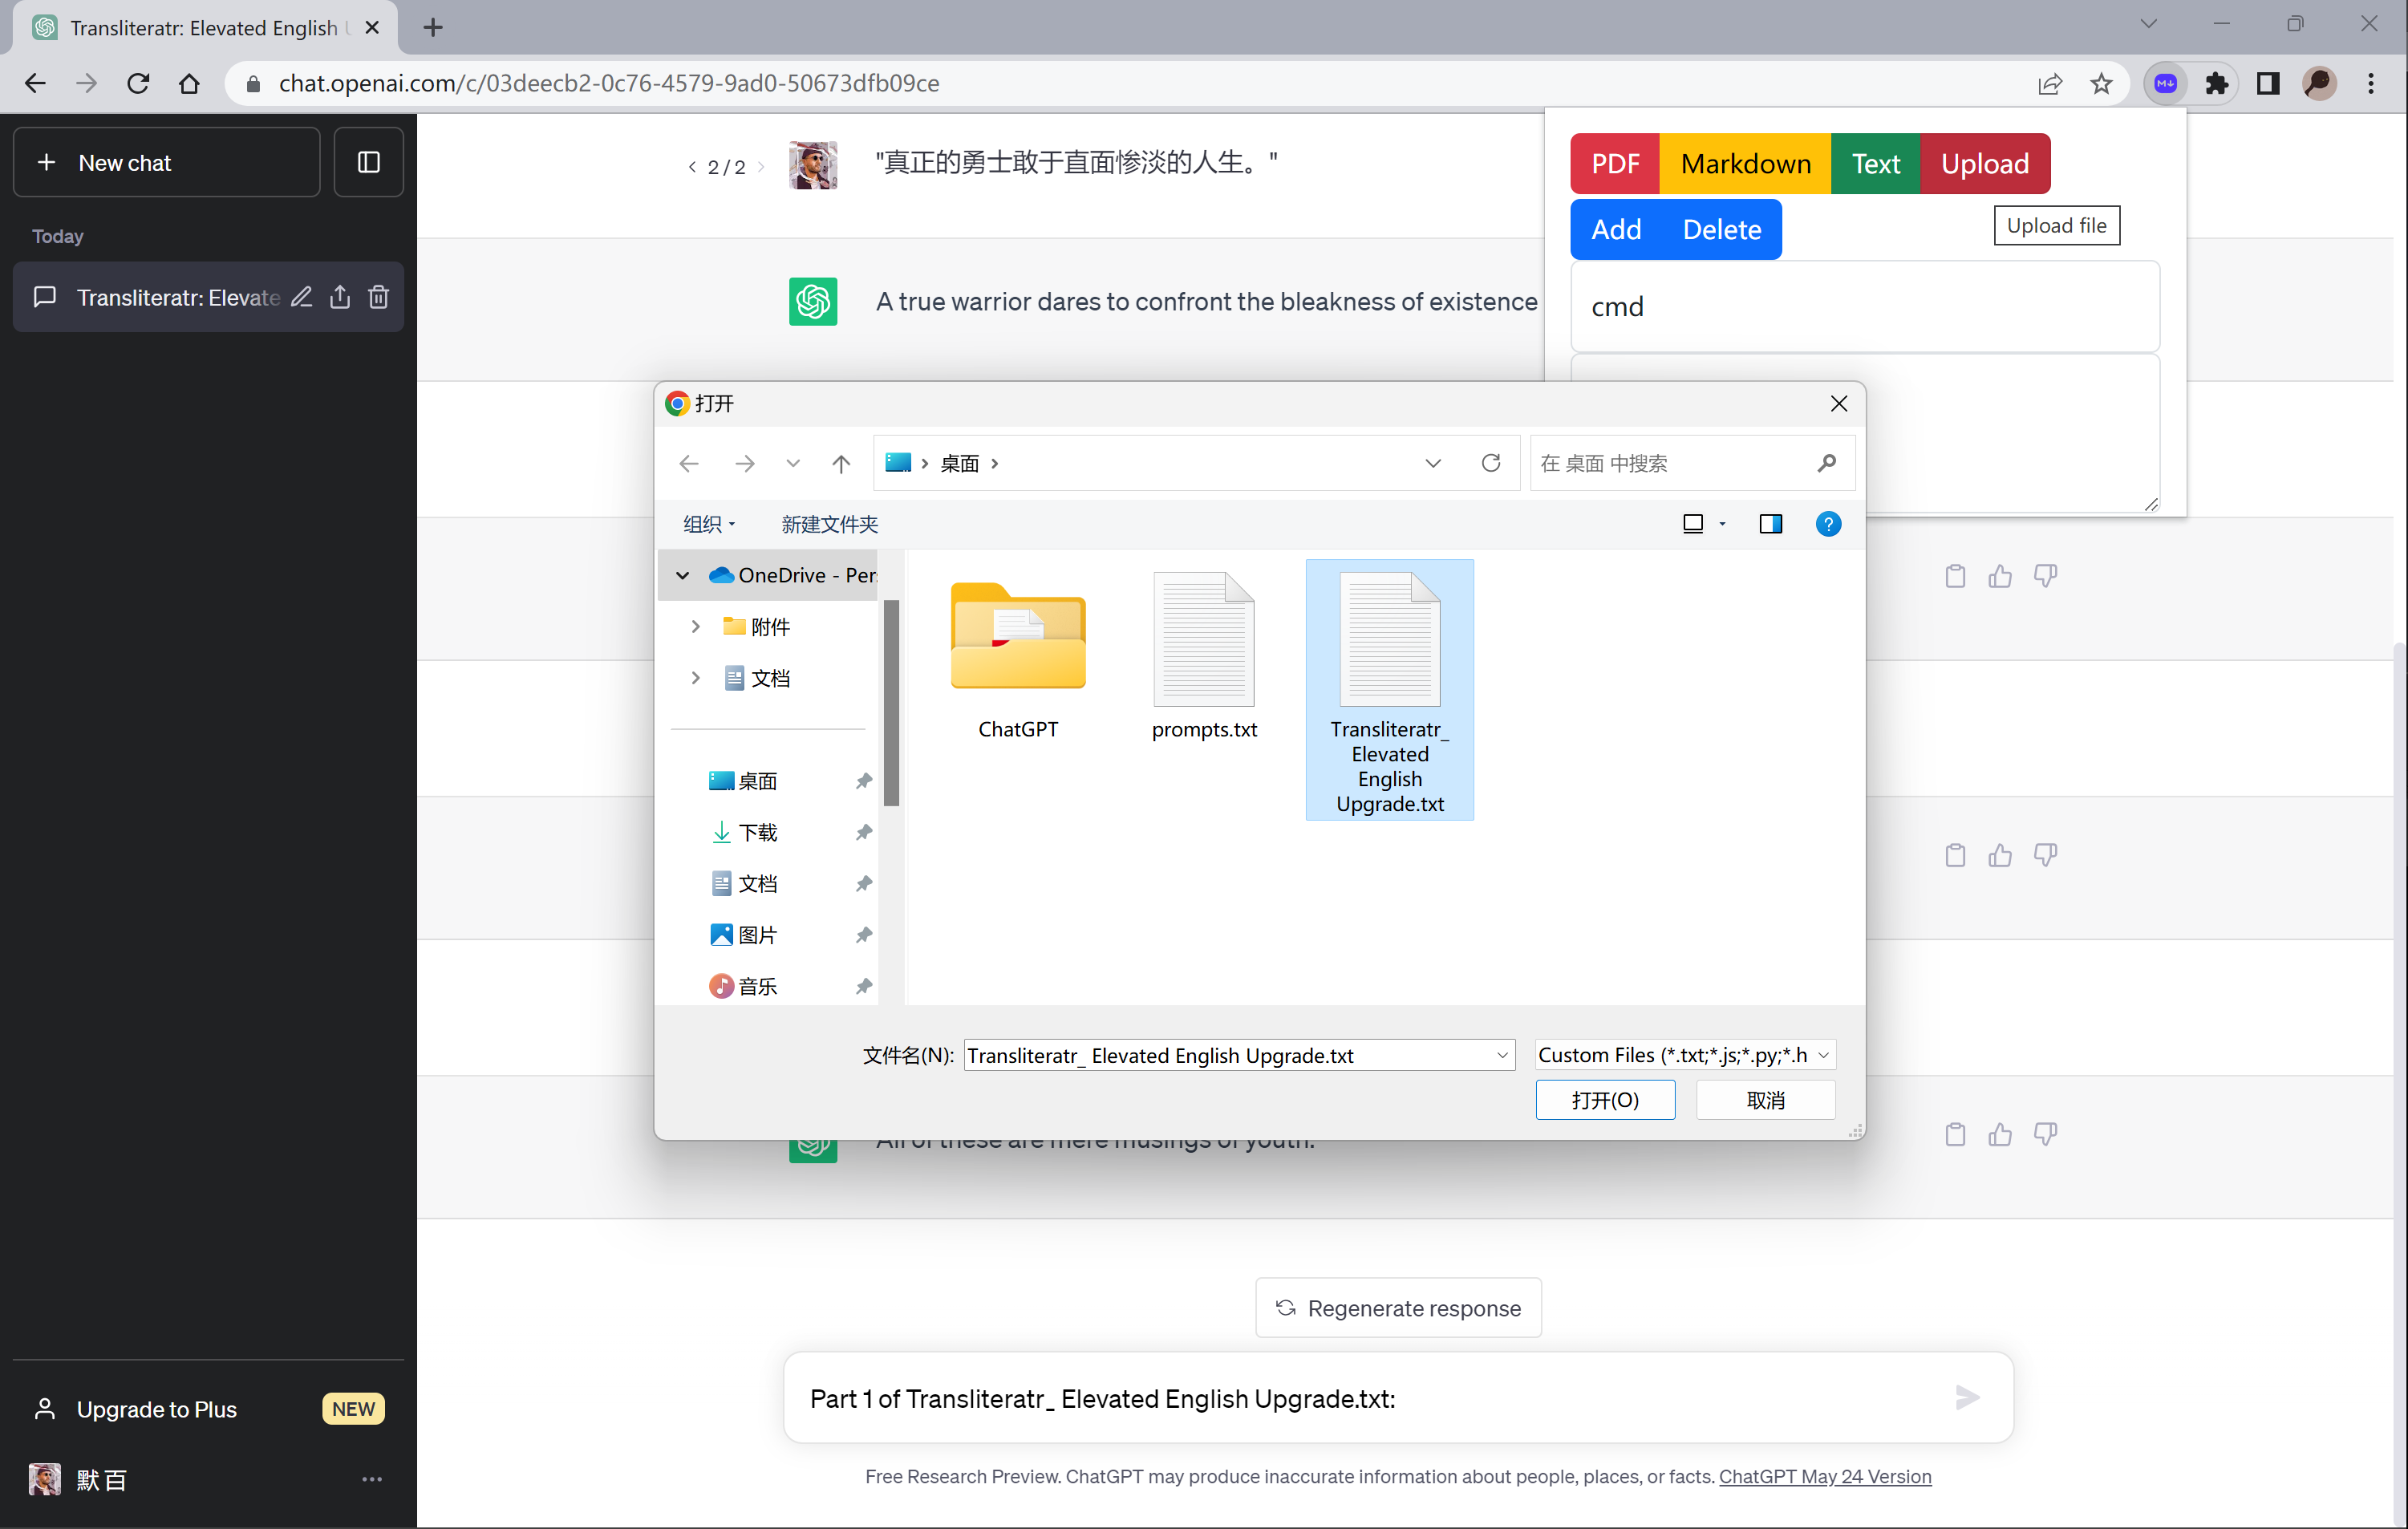 Transliteratr: Elevated English
chat.openai.com/c/03deecb2-0c76-4579-9ad0-50673dfb09ce
New chat
Today
Transliteratr: Elevate
2 / 2
"真正的勇士敢于直面惨淡的人生。"
A true warrior dares to confront the bleakness of existence
PDF Markdown Text Upload
Add Delete
Upload file
cmd
打开
桌面
在 桌面 中搜索
组织
新建文件夹
OneDrive - Per
附件
文档
桌面
下载
文档
图片
音乐
ChatGPT
prompts.txt
Transliteratr_
Elevated
English
Upgrade.txt
文件名(N):
Transliteratr_ Elevated English Upgrade.txt
Custom Files (*.txt;*.js;*.py;*.h
打开(O)
取消
All of these are mere musings of youth.
Regenerate response
Part 1 of Transliteratr_ Elevated English Upgrade.txt:
Free Research Preview. ChatGPT may produce inaccurate information about people, places, or facts. ChatGPT May 24 Version
Upgrade to Plus
NEW
默 百